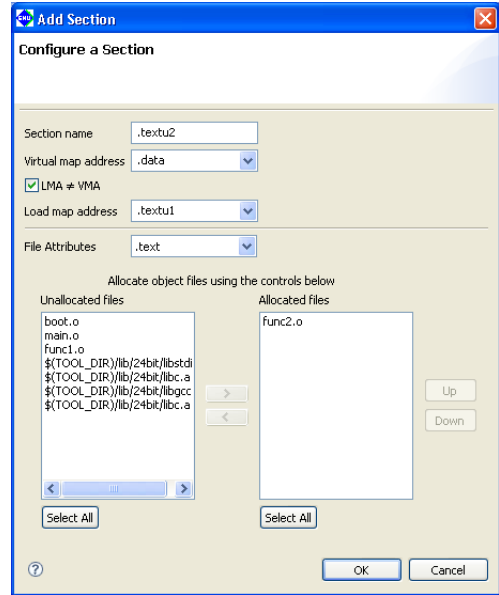 Add Section
Configure a Section
Section name .textu2
Virtual map address .data
LMA ≠ VMA
Load map address .textu1
File Attributes .text
Allocate object files using the controls below
Unallocated files Allocated files
boot.o func2.o
main.o
func1.o
$(TOOL_DIR)/lib/24bit/libstdi
$(TOOL_DIR)/lib/24bit/libc.a
$(TOOL_DIR)/lib/24bit/libgcc
$(TOOL_DIR)/lib/24bit/libc.a
> Up
< Down
Select All Select All
? OK Cancel